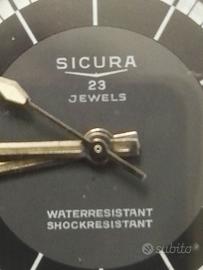 SICURA
23
JEWELS
WATERRESISTANT
SHOCKRESISTANT
subito